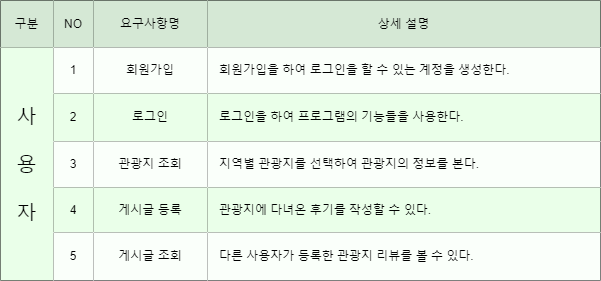 구분 NO 요구사항명 상세 설명
사용자
1 회원가입 회원가입을 하여 로그인을 할 수 있는 계정을 생성한다.
2 로그인 로그인을 하여 프로그램의 기능들을 사용한다.
3 관광지 조회 지역별 관광지를 선택하여 관광지의 정보를 본다.
4 게시글 등록 관광지에 다녀온 후기를 작성할 수 있다.
5 게시글 조회 다른 사용자가 등록한 관광지 리뷰를 볼 수 있다.